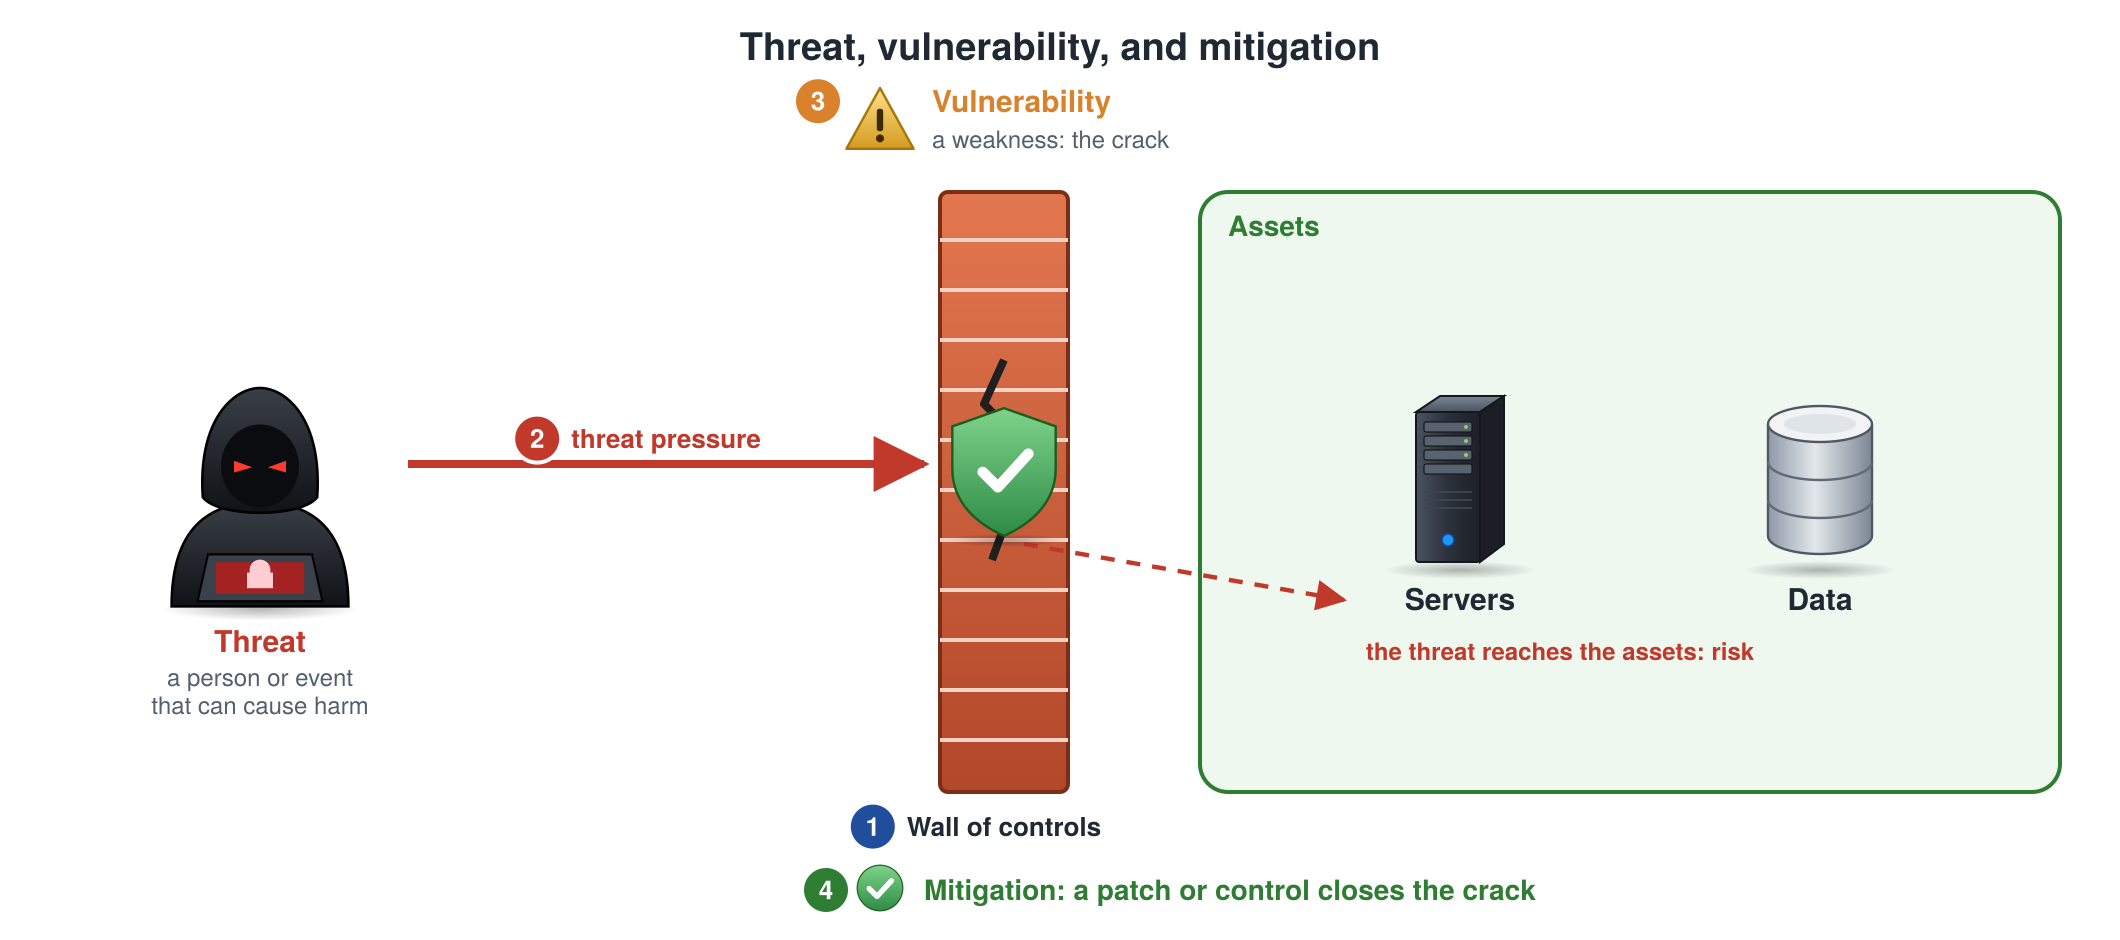 Threat, vulnerability, and mitigation
3
Vulnerability
a weakness: the crack
Assets
2 threat pressure
Servers
Data
Threat
a person or event
that can cause harm
the threat reaches the assets: risk
1 Wall of controls
4 Mitigation: a patch or control closes the crack